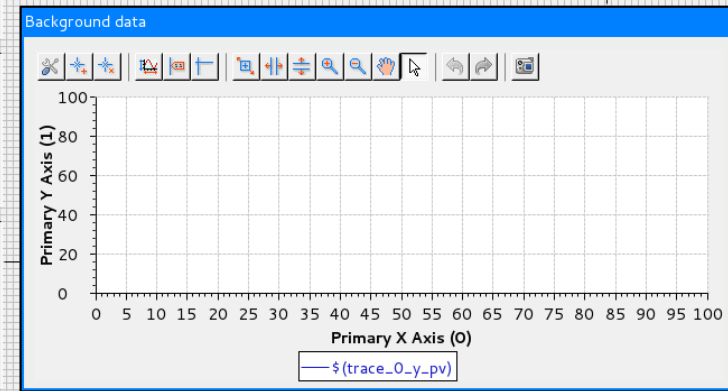 Background data
100
80
60
40
20
0
Primary Y Axis (1)
0 5 10 15 20 25 30 35 40 45 50 55 60 65 70 75 80 85 90 95 100
Primary X Axis (0)
$(trace_0_y_pv)